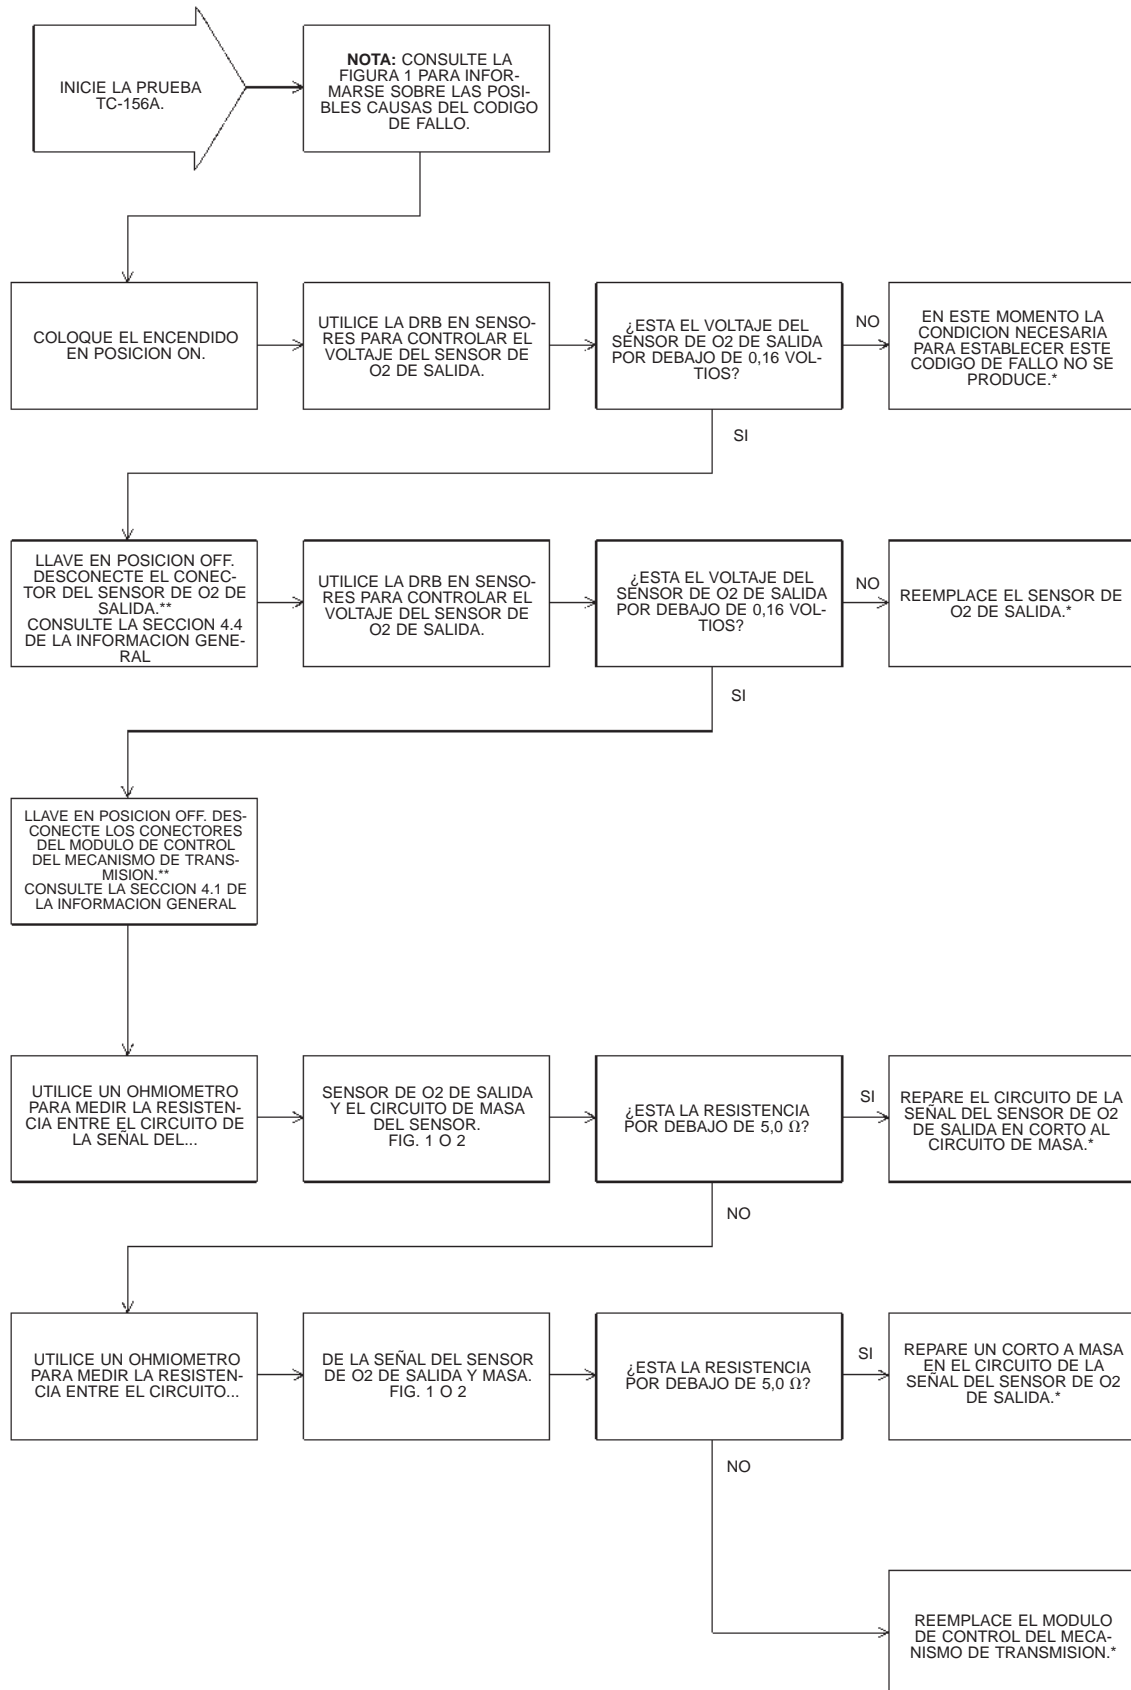 INICIE LA PRUEBA
TC-156A.
NOTA: CONSULTE LA
FIGURA 1 PARA INFOR-
MARSE SOBRE LAS POSI-
BLES CAUSAS DEL CODIGO
DE FALLO.
COLOQUE EL ENCENDIDO
EN POSICION ON.
UTILICE LA DRB EN SENSO-
RES PARA CONTROLAR EL
VOLTAJE DEL SENSOR DE
O2 DE SALIDA.
¿ESTA EL VOLTAJE DEL
SENSOR DE O2 DE SALIDA
POR DEBAJO DE 0,16 VOL-
TIOS?
NO
EN ESTE MOMENTO LA
CONDICION NECESARIA
PARA ESTABLECER ESTE
CODIGO DE FALLO NO SE
PRODUCE.*
SI
LLAVE EN POSICION OFF.
DESCONECTE EL CONEC-
TOR DEL SENSOR DE O2 DE
SALIDA.**
CONSULTE LA SECCION 4.4
DE LA INFORMACION GENE-
RAL
UTILICE LA DRB EN SENSO-
RES PARA CONTROLAR EL
VOLTAJE DEL SENSOR DE
O2 DE SALIDA.
¿ESTA EL VOLTAJE DEL
SENSOR DE O2 DE SALIDA
POR DEBAJO DE 0,16 VOL-
TIOS?
NO
REEMPLACE EL SENSOR DE
O2 DE SALIDA.*
SI
LLAVE EN POSICION OFF. DES-
CONECTE LOS CONECTORES
DEL MODULO DE CONTROL
DEL MECANISMO DE TRANS-
MISION.**
CONSULTE LA SECCION 4.1 DE
LA INFORMACION GENERAL
UTILICE UN OHMIOMETRO
PARA MEDIR LA RESISTEN-
CIA ENTRE EL CIRCUITO DE
LA SEÑAL DEL...
SENSOR DE O2 DE SALIDA
Y EL CIRCUITO DE MASA
DEL SENSOR.
FIG. 1 O 2
¿ESTA LA RESISTENCIA
POR DEBAJO DE 5,0 Ω?
SI
REPARE EL CIRCUITO DE LA
SEÑAL DEL SENSOR DE O2
DE SALIDA EN CORTO AL
CIRCUITO DE MASA.*
NO
UTILICE UN OHMIOMETRO
PARA MEDIR LA RESISTEN-
CIA ENTRE EL CIRCUITO...
DE LA SEÑAL DEL SENSOR
DE O2 DE SALIDA Y MASA.
FIG. 1 O 2
¿ESTA LA RESISTENCIA
POR DEBAJO DE 5,0 Ω?
SI
REPARE UN CORTO A MASA
EN EL CIRCUITO DE LA
SEÑAL DEL SENSOR DE O2
DE SALIDA.*
NO
REEMPLACE EL MODULO
DE CONTROL DEL MECA-
NISMO DE TRANSMISION.*